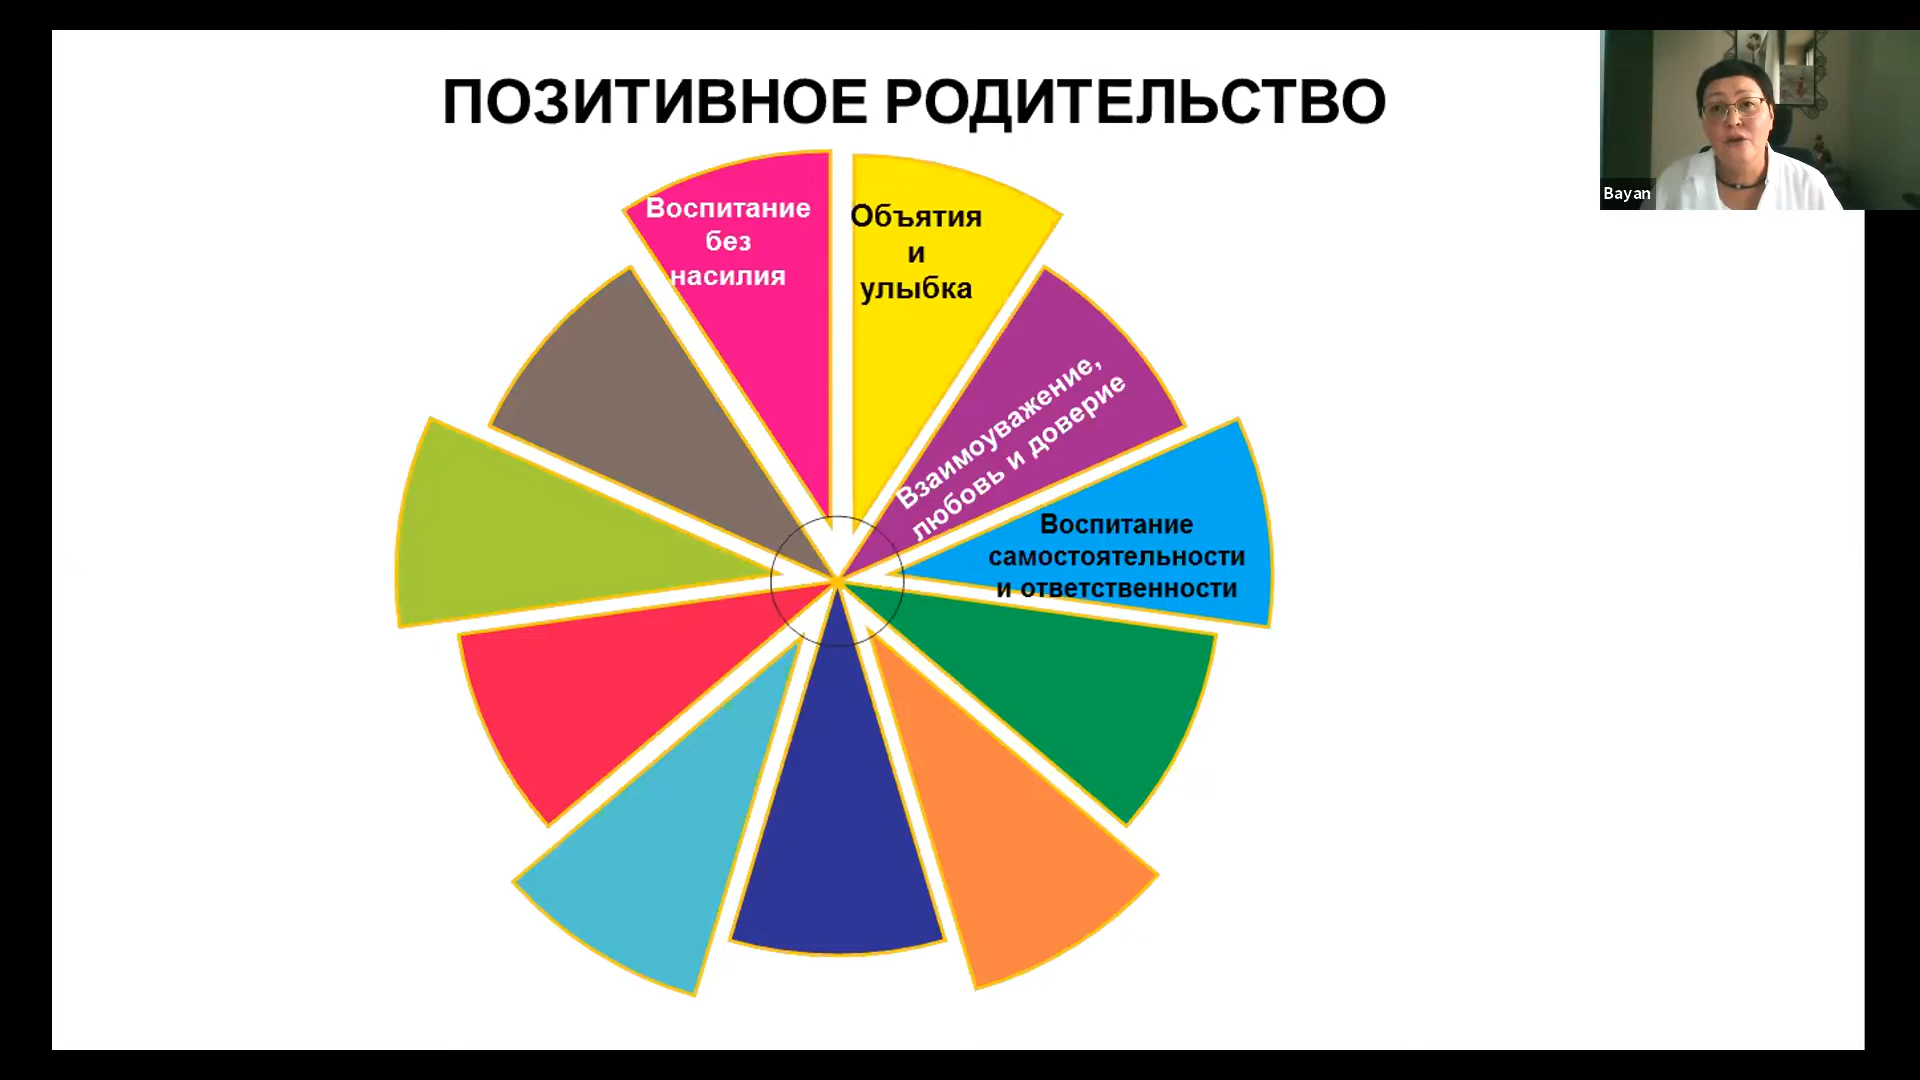 ПОЗИТИВНОЕ РОДИТЕЛЬСТВО
Bayan
Воспитание
без
насилия
Объятия
и
улыбка
Взаимоуважение,
любовь и доверие
Воспитание
самостоятельности
и ответственности